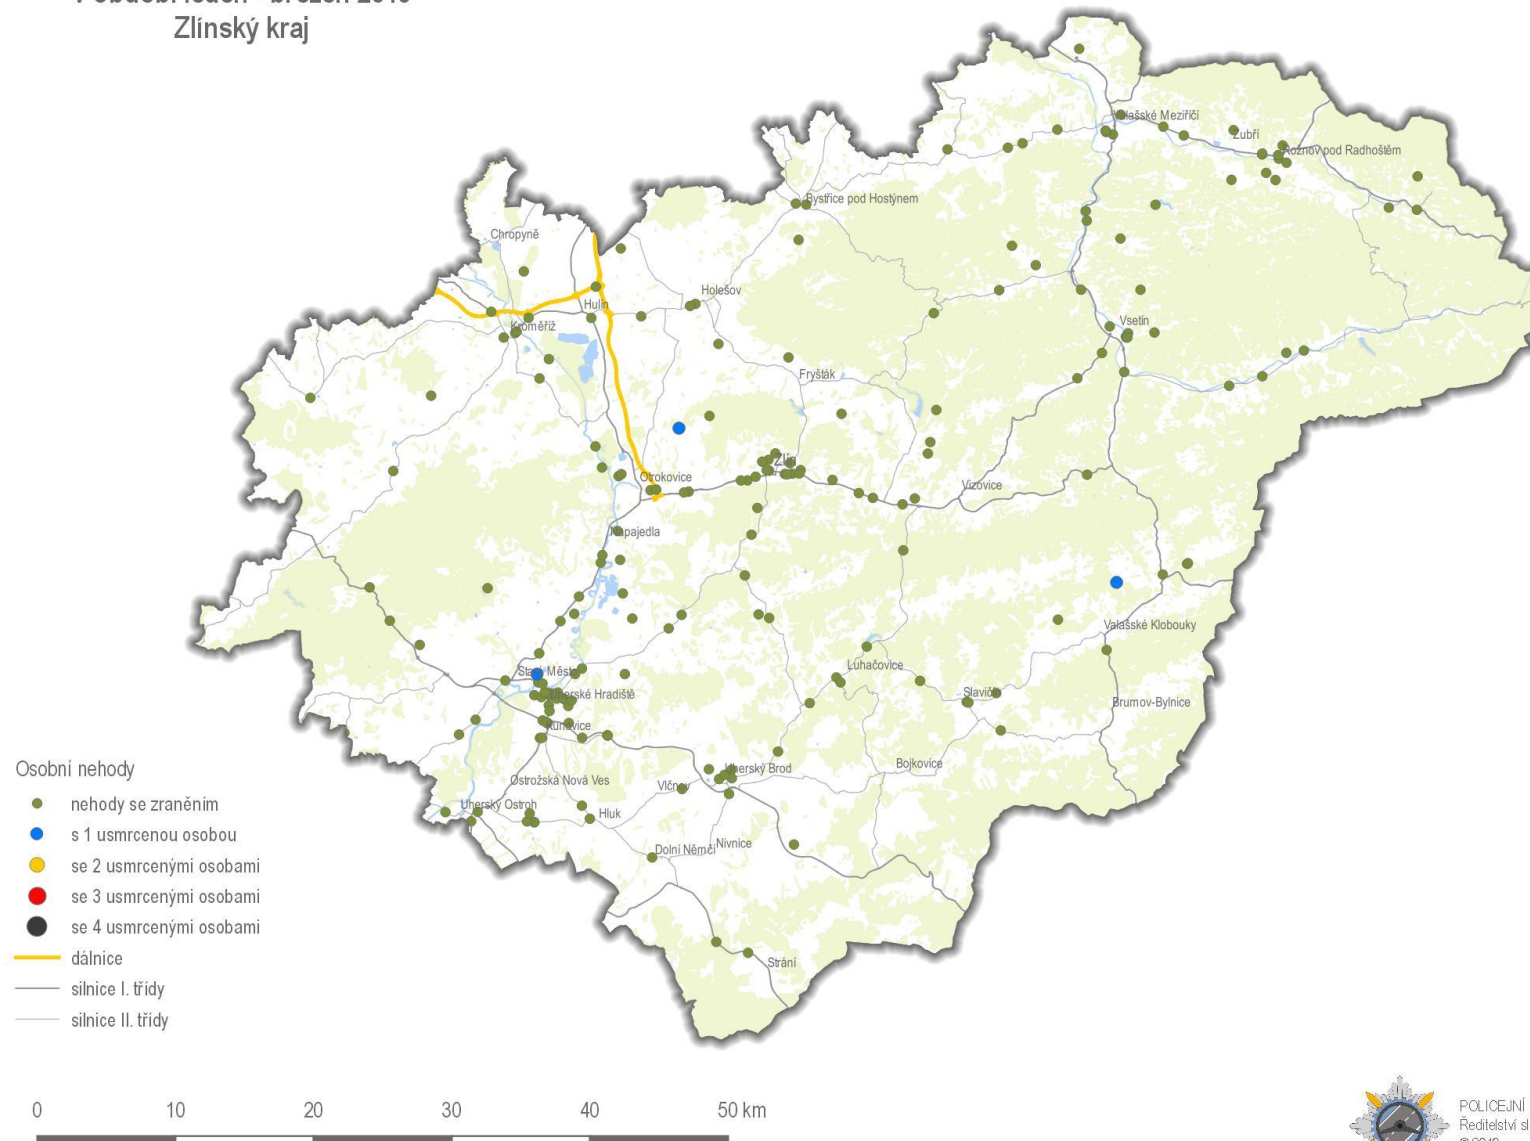 Zlínský kraj
Valašské Meziříčí
Zubří
Rožnov pod Radhoštěm
Bystřice pod Hostýnem
Chropyně
Holešov
Hulín
Kroměříž
Vsetín
Fryšták
Zlín
Otrokovice
Vizovice
Napajedla
Valašské Klobouky
Luhačovice
Staré Město
Slavičín
Uherské Hradiště
Brumov-Bylnice
Kunovice
Bojkovice
Uherský Brod
Ostrožská Nová Ves
Vlčnov
Uherský Ostroh
Hluk
Nivnice
Dolní Němčí
Strání
Osobní nehody
nehody se zraněním
s 1 usmrcenou osobou
se 2 usmrcenými osobami
se 3 usmrcenými osobami
se 4 usmrcenými osobami
dálnice
silnice I. třídy
silnice II. třídy
0 10 20 30 40 50 km
POLICEJNÍ
Ředitelství sl